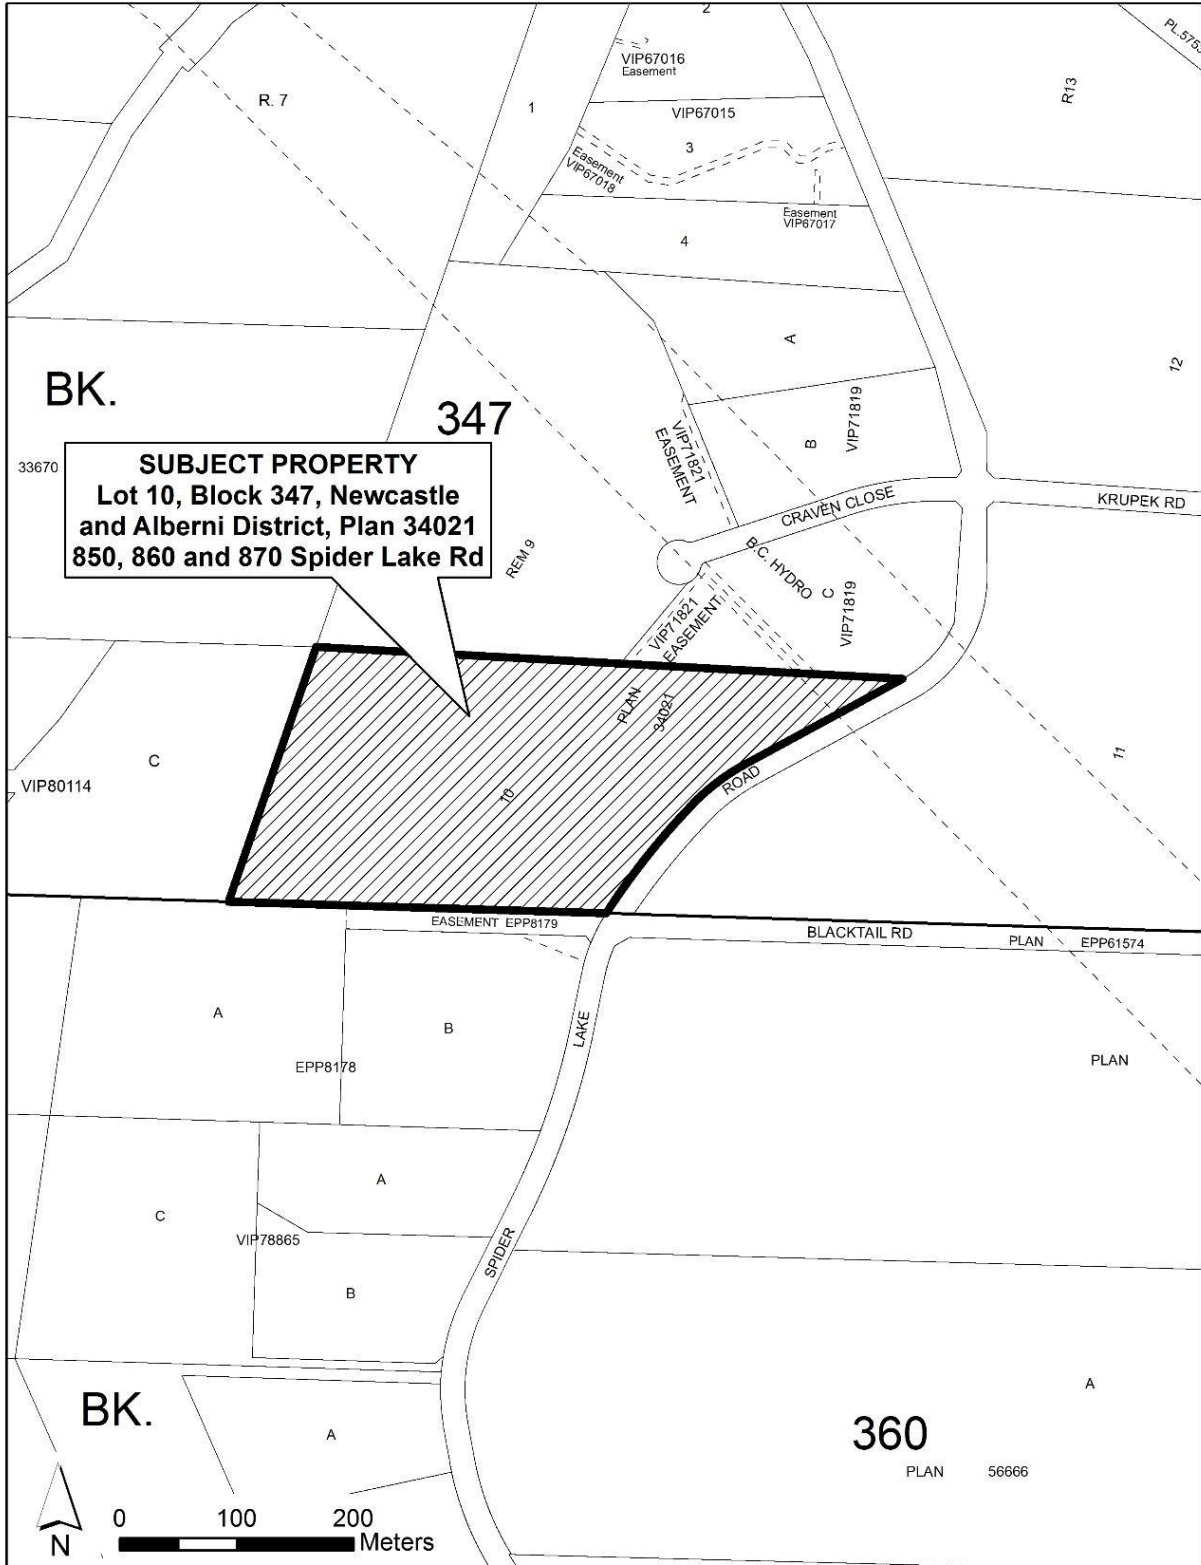 2
PL.575
VIP67016
Easement
R. 7
R13
1
VIP67015
3
Easement
VIP67018
Easement
VIP67017
4
A
12
BK.
347
VIP71819
B
VIP71821
EASEMENT
33670
SUBJECT PROPERTY
Lot 10, Block 347, Newcastle
and Alberni District, Plan 34021
850, 860 and 870 Spider Lake Rd
CRAVEN CLOSE
KRUPEK RD
REM 9
B.C. HYDRO
C
VIP71819
VIP71821
EASEMENT
PLAN
34021
C
VIP80114
10
ROAD
11
EASEMENT EPP8179
BLACKTAIL RD
PLAN EPP61574
A
B
LAKE
EPP8178
PLAN
A
C
VIP78865
SPIDER
B
BK.
A
A
360
PLAN 56666
0 100 200
Meters
N